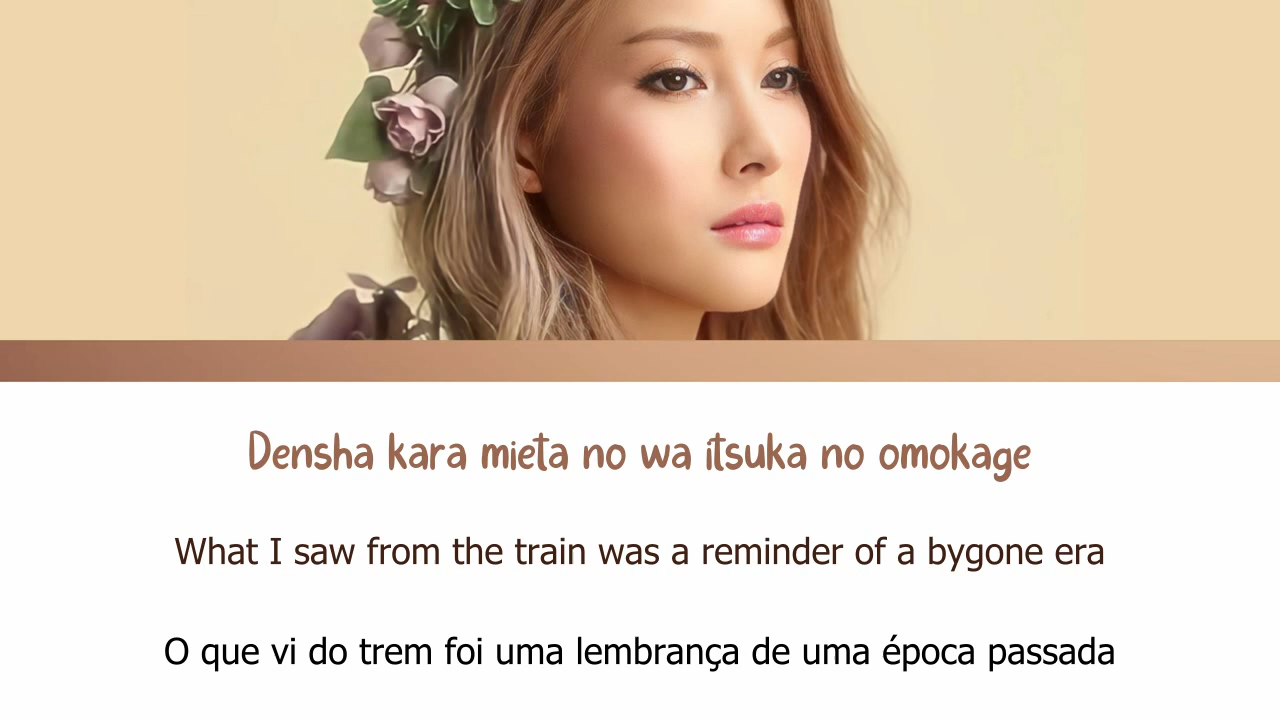 Densha kara mieta no wa itsuka no omokage
What I saw from the train was a reminder of a bygone era
O que vi do trem foi uma lembrança de uma época passada